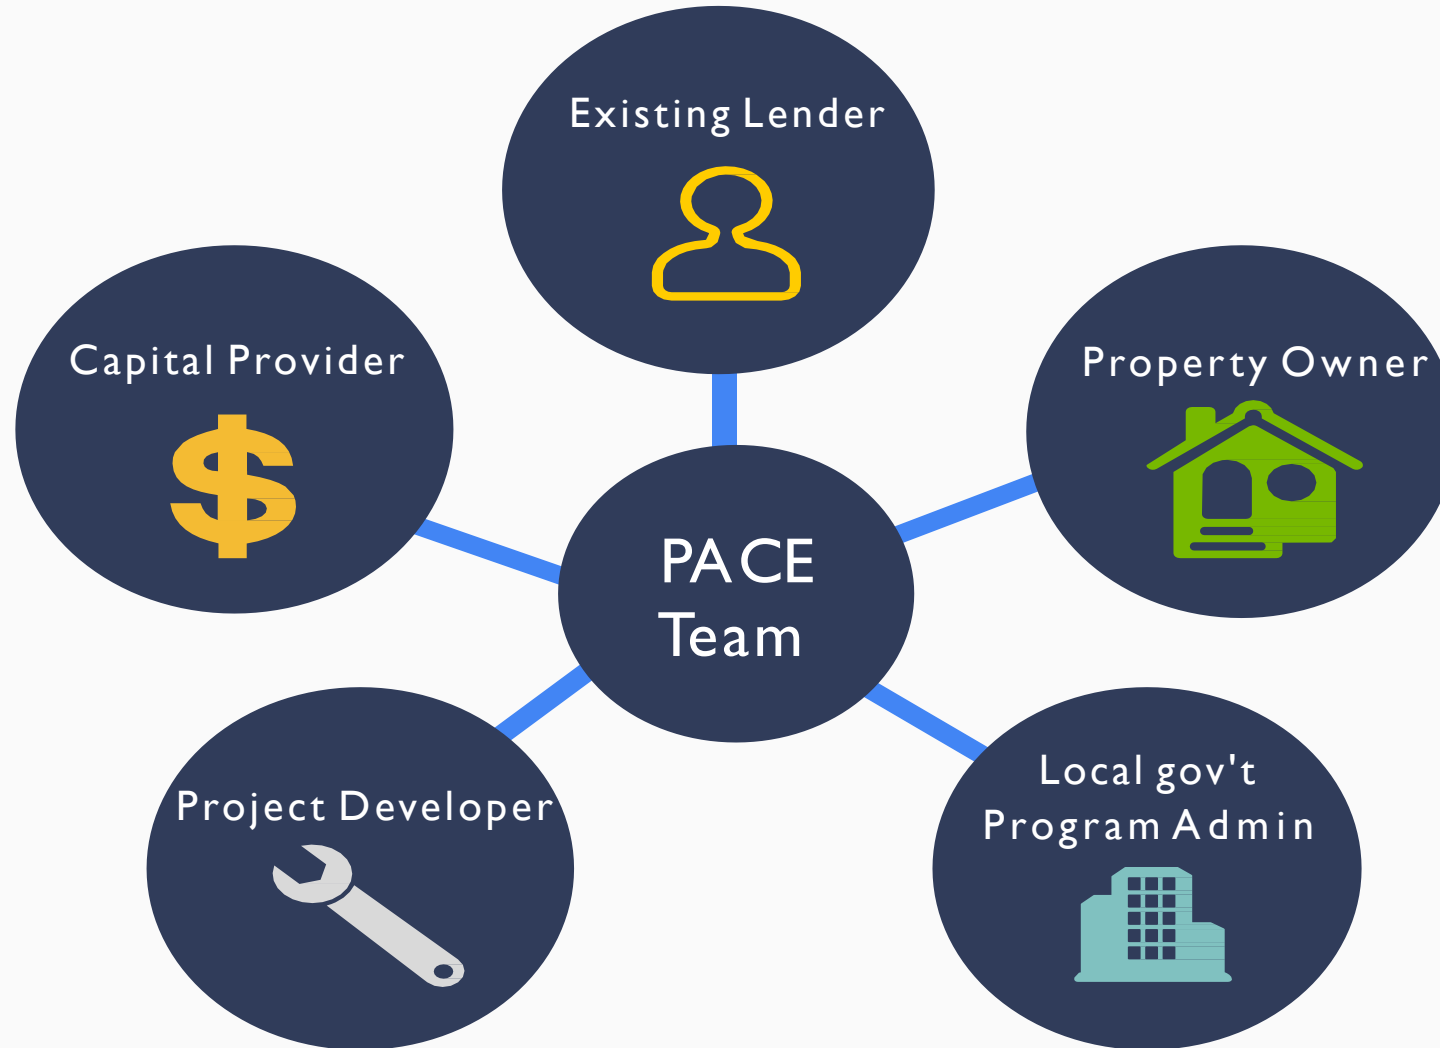 Existing Lender
Capital Provider
Property Owner
PACE
Team
Project Developer
Local gov't
Program Admin